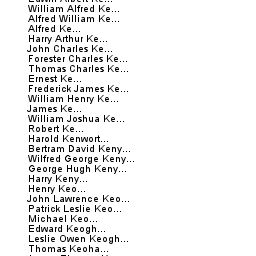 Edwin Albert Ke...
William Alfred Ke...
Alfred William Ke...
Alfred Ke...
Harry Arthur Ke...
John Charles Ke...
Forester Charles Ke...
Thomas Charles Ke...
Ernest Ke...
Frederick James Ke...
William Henry Ke...
James Ke...
William Joshua Ke...
Robert Ke...
Harold Kenwort...
Bertram David Keny...
Wilfred George Keny...
George Hugh Keny...
Harry Keny...
Henry Keo...
John Lawrence Keo...
Patrick Leslie Keo...
Michael Keo...
Edward Keogh...
Leslie Owen Keogh...
Thomas Keoha...